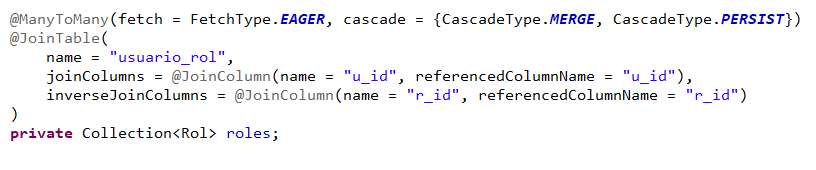 @ManyToMany(fetch = FetchType.EAGER, cascade = {CascadeType.MERGE, CascadeType.PERSIST})
@JoinTable(
    name = "usuario_rol",
    joinColumns = @JoinColumn(name = "u_id", referencedColumnName = "u_id"),
    inverseJoinColumns = @JoinColumn(name = "r_id", referencedColumnName = "r_id")
)
private Collection<Rol> roles;